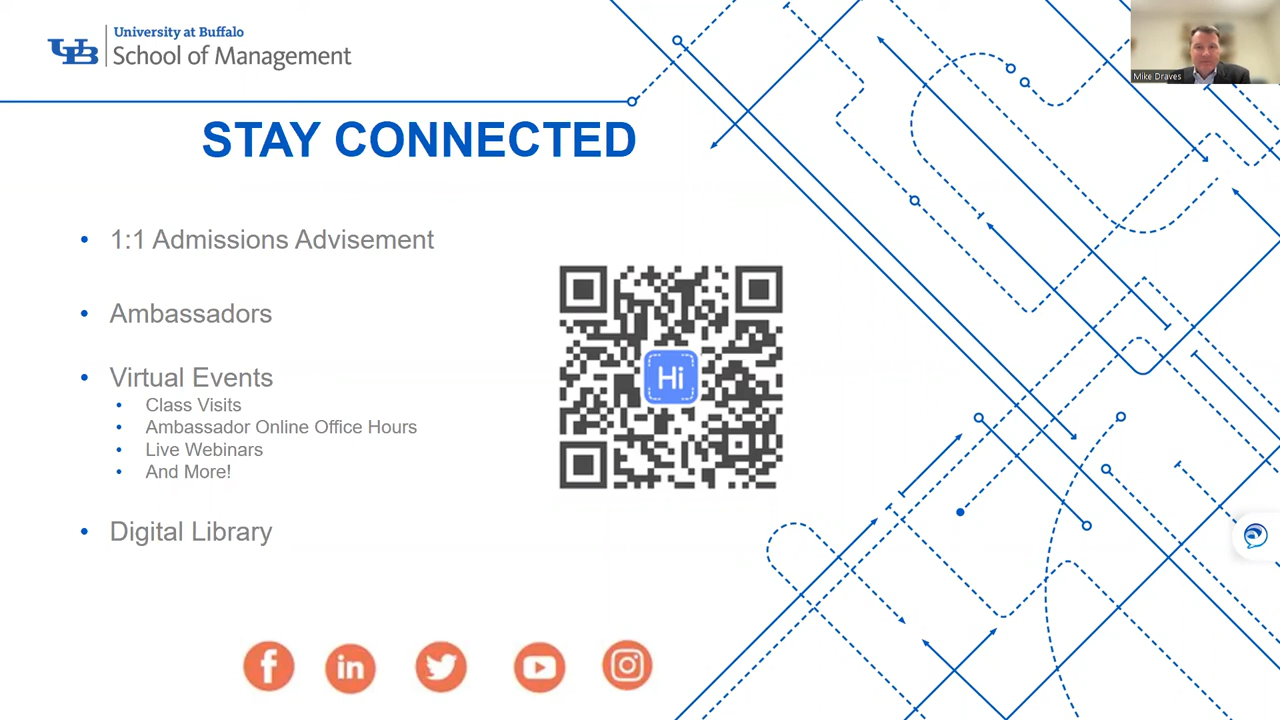 University at Buffalo
School of Management
Mike Draves
STAY CONNECTED
• 1:1 Admissions Advisement
• Ambassadors
• Virtual Events
• Class Visits
• Ambassador Online Office Hours
• Live Webinars
• And More!
• Digital Library
Hi